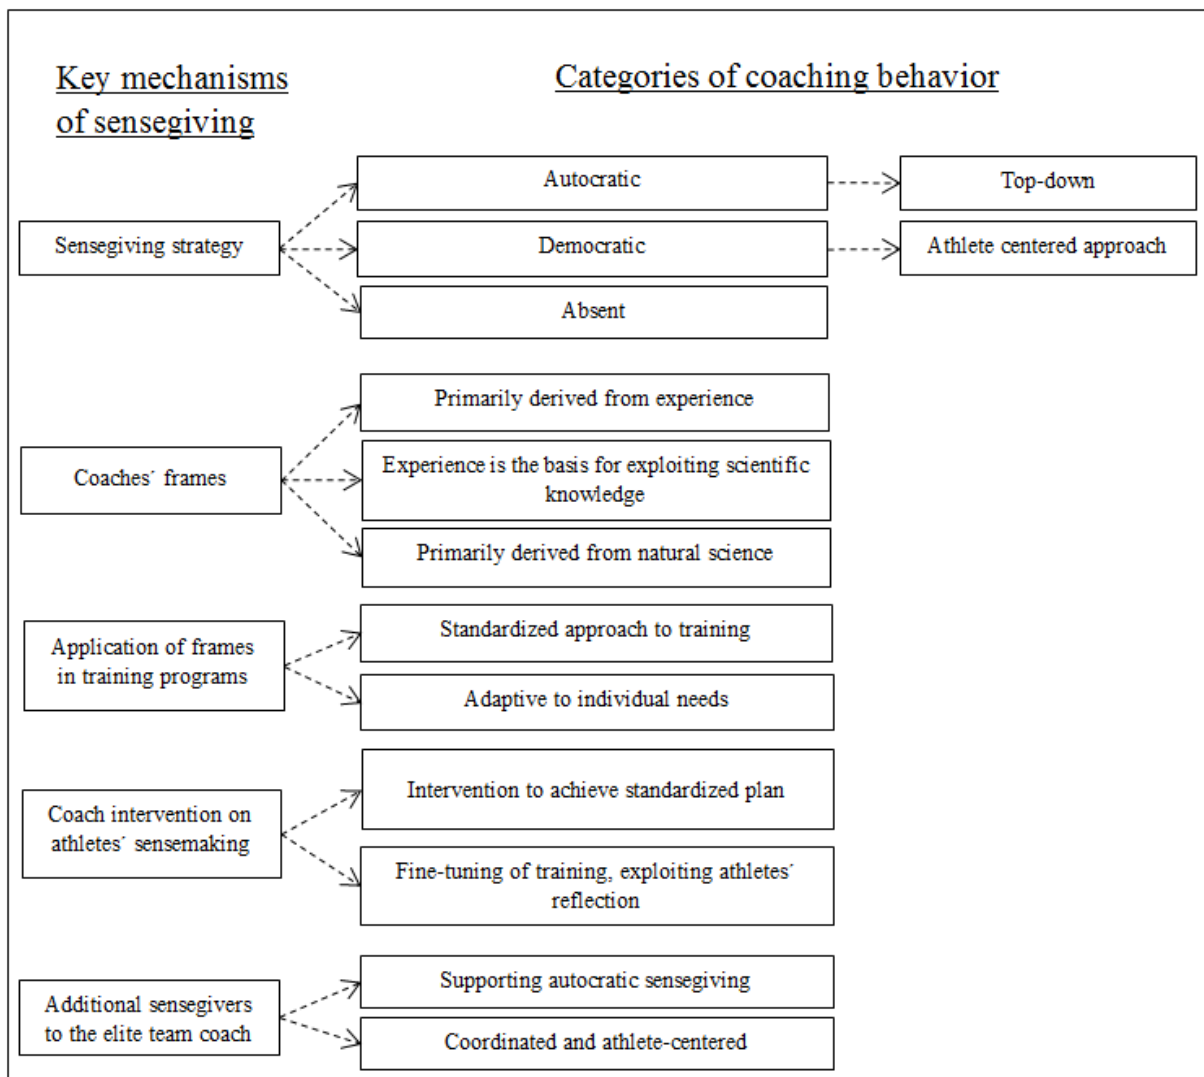 Key mechanisms
of sensegiving
Categories of coaching behavior
Sensegiving strategy
Autocratic
Top-down
Democratic
Athlete centered approach
Absent
Coaches´ frames
Primarily derived from experience
Experience is the basis for exploiting scientific
knowledge
Primarily derived from natural science
Application of frames
in training programs
Standardized approach to training
Adaptive to individual needs
Coach intervention on
athletes´ sensemaking
Intervention to achieve standardized plan
Fine-tuning of training, exploiting athletes´
reflection
Additional sensegivers
to the elite team coach
Supporting autocratic sensegiving
Coordinated and athlete-centered